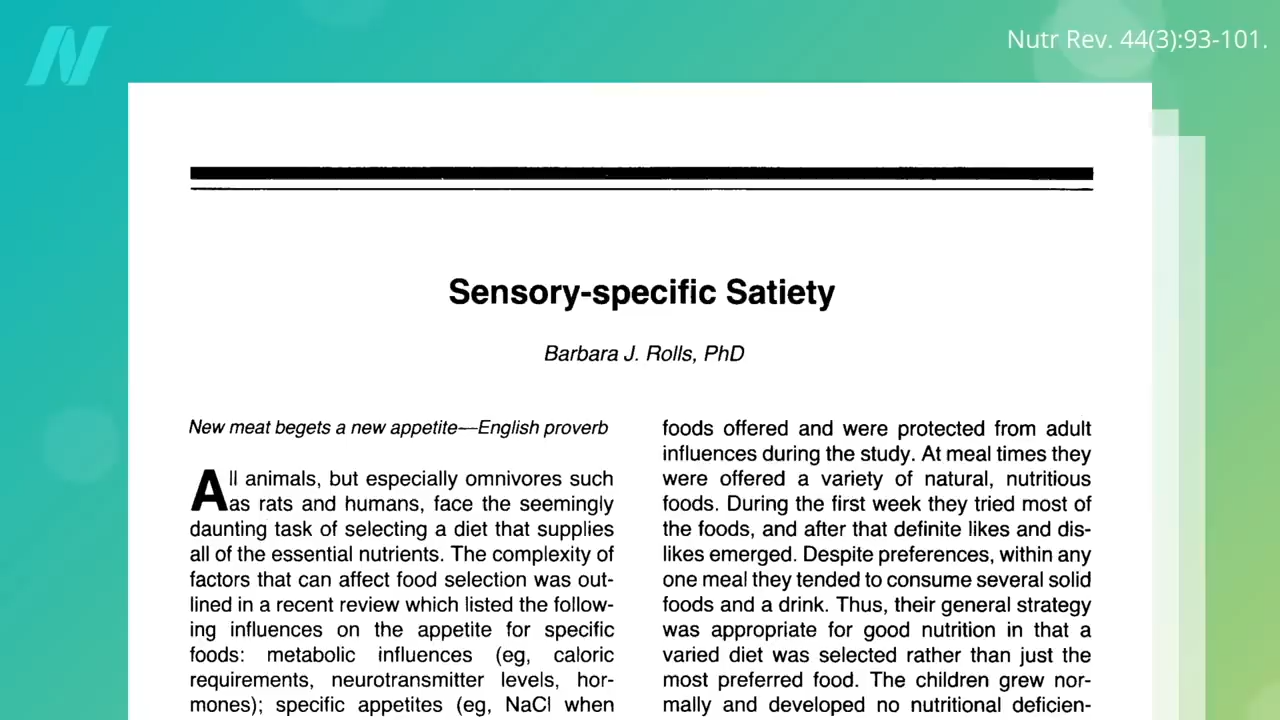 Nutr Rev. 44(3):93-101.
Sensory-specific Satiety
Barbara J. Rolls, PhD
New meat begets a new appetite—English proverb
All animals, but especially omnivores such
as rats and humans, face the seemingly
daunting task of selecting a diet that supplies
all of the essential nutrients. The complexity of
factors that can affect food selection was out-
lined in a recent review which listed the follow-
ing influences on the appetite for specific
foods: metabolic influences (eg, caloric
requirements, neurotransmitter levels, hor-
mones); specific appetites (eg, NaCl when
foods offered and were protected from adult
influences during the study. At meal times they
were offered a variety of natural, nutritious
foods. During the first week they tried most of
the foods, and after that definite likes and dis-
likes emerged. Despite preferences, within any
one meal they tended to consume several solid
foods and a drink. Thus, their general strategy
was appropriate for good nutrition in that a
varied diet was selected rather than just the
most preferred food. The children grew nor-
mally and developed no nutritional deficien-